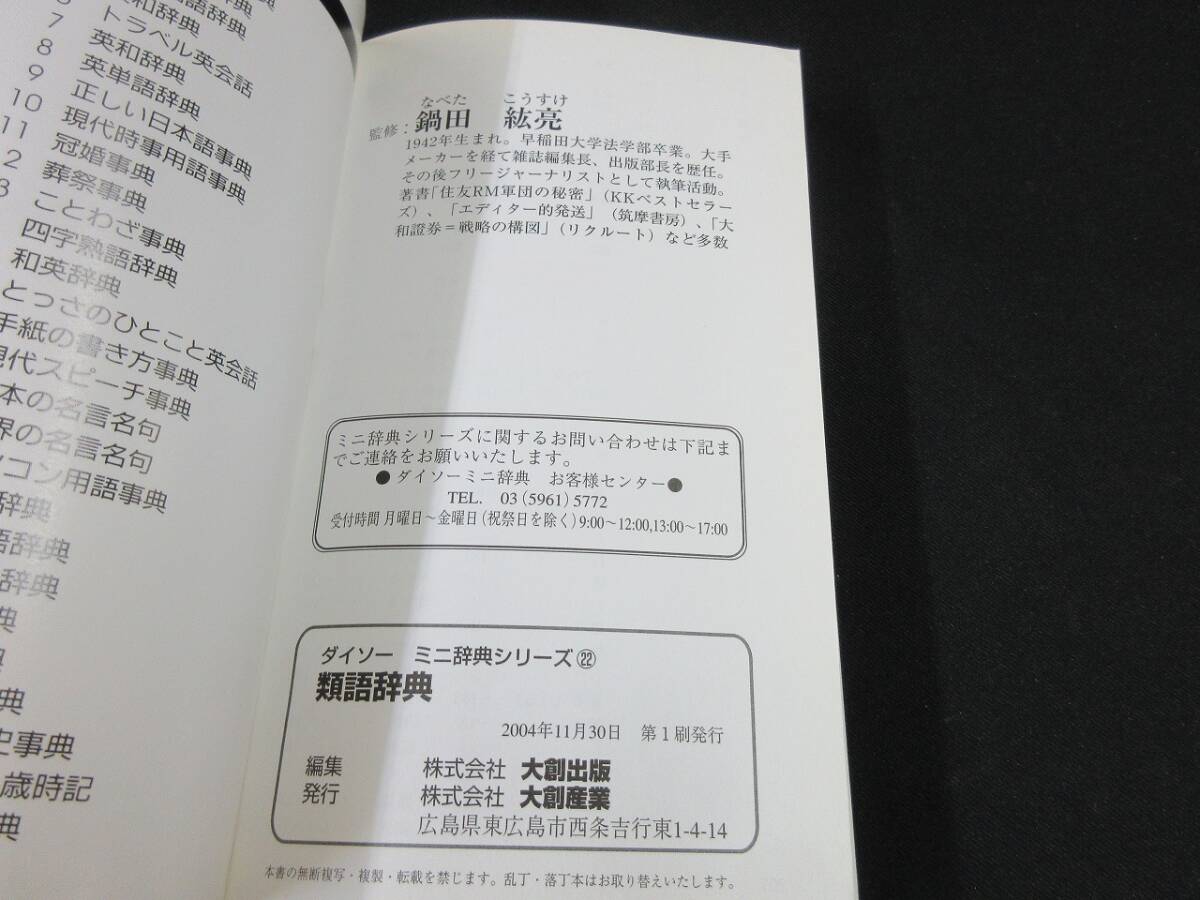 トラベル英会話
7 英和辞典
8 英単語辞典
9 正しい日本語事典
10 現代時事用語事典
11 冠婚事典
葬祭事典
ことわざ事典
四字熟語辞典
和英辞典
とっさのひとこと英会話
手紙の書き方事典
現代スピーチ事典
本の名言名句
界の名言名句
ソコン用語事典
辞典
語辞典
辞典
典
典
史事典
歳時記
典
なべた こうすけ
監修:鍋田 紘亮
1942年生まれ。早稲田大学法学部卒業。大手
メーカーを経て雑誌編集長、出版部長を歴任。
その後フリージャーナリストとして執筆活動。
著書「住友RM軍団の秘密」(KKベストセラー
ズ)、「エディター的発送」(筑摩書房)、「大
和證券=戦略の構図」(リクルート)など多数
ミニ辞典シリーズに関するお問い合わせは下記ま
でご連絡をお願いいたします。
●ダイソーミニ辞典 お客様センター●
TEL. 03(5961)5772
受付時間 月曜日~金曜日(祝祭日を除く)9:00~12:00,13:00~17:00
ダイソー ミニ辞典シリーズ㉒
類語辞典
2004年11月30日 第1刷発行
編集 株式会社 大創出版
発行 株式会社 大創産業
広島県東広島市西条吉行東1-4-14
本書の無断複写・複製・転載を禁じます。乱丁・落丁本はお取り替えいたします。